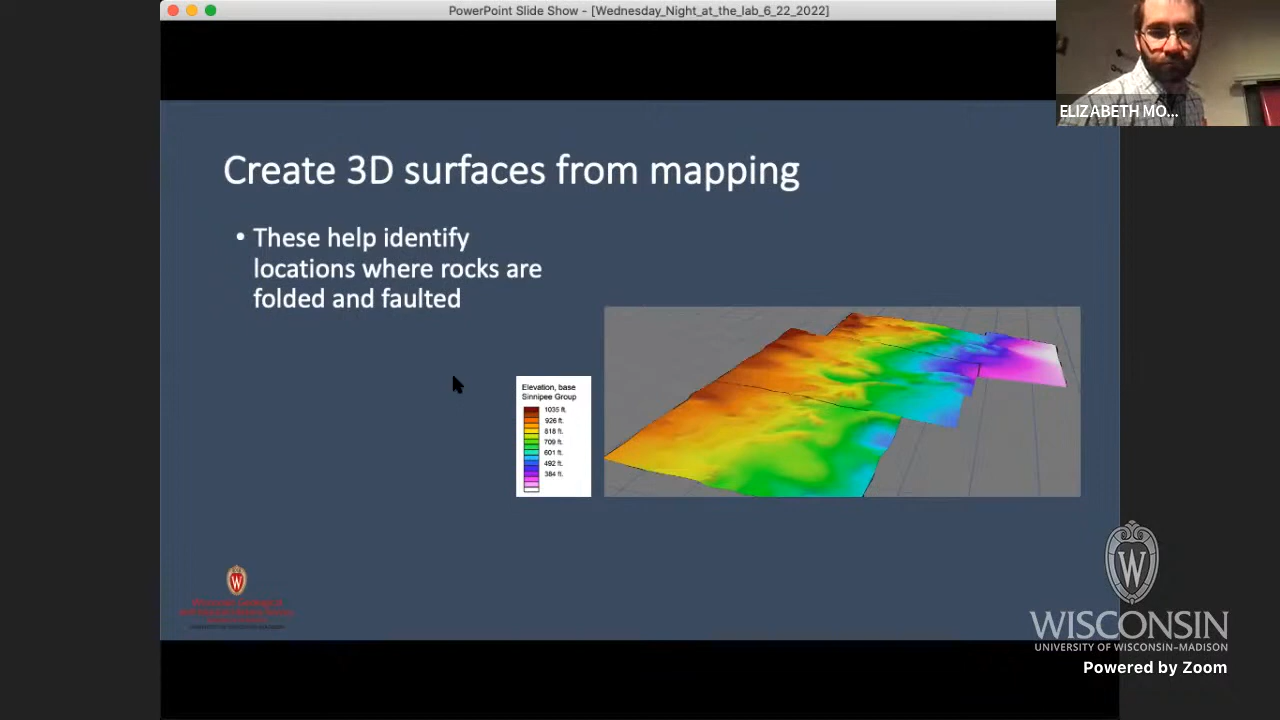 PowerPoint Slide Show - [Wednesday_Night_at_the_lab_6_22_2022]
ELIZABETH MO...
Create 3D surfaces from mapping
• These help identify
locations where rocks are
folded and faulted
Elevation, base
Sinnipee Group
1035 ft.
926 ft.
818 ft.
709 ft.
601 ft.
492 ft.
384 ft.
W
W
WISCONSIN
UNIVERSITY OF WISCONSIN–MADISON
Powered by Zoom